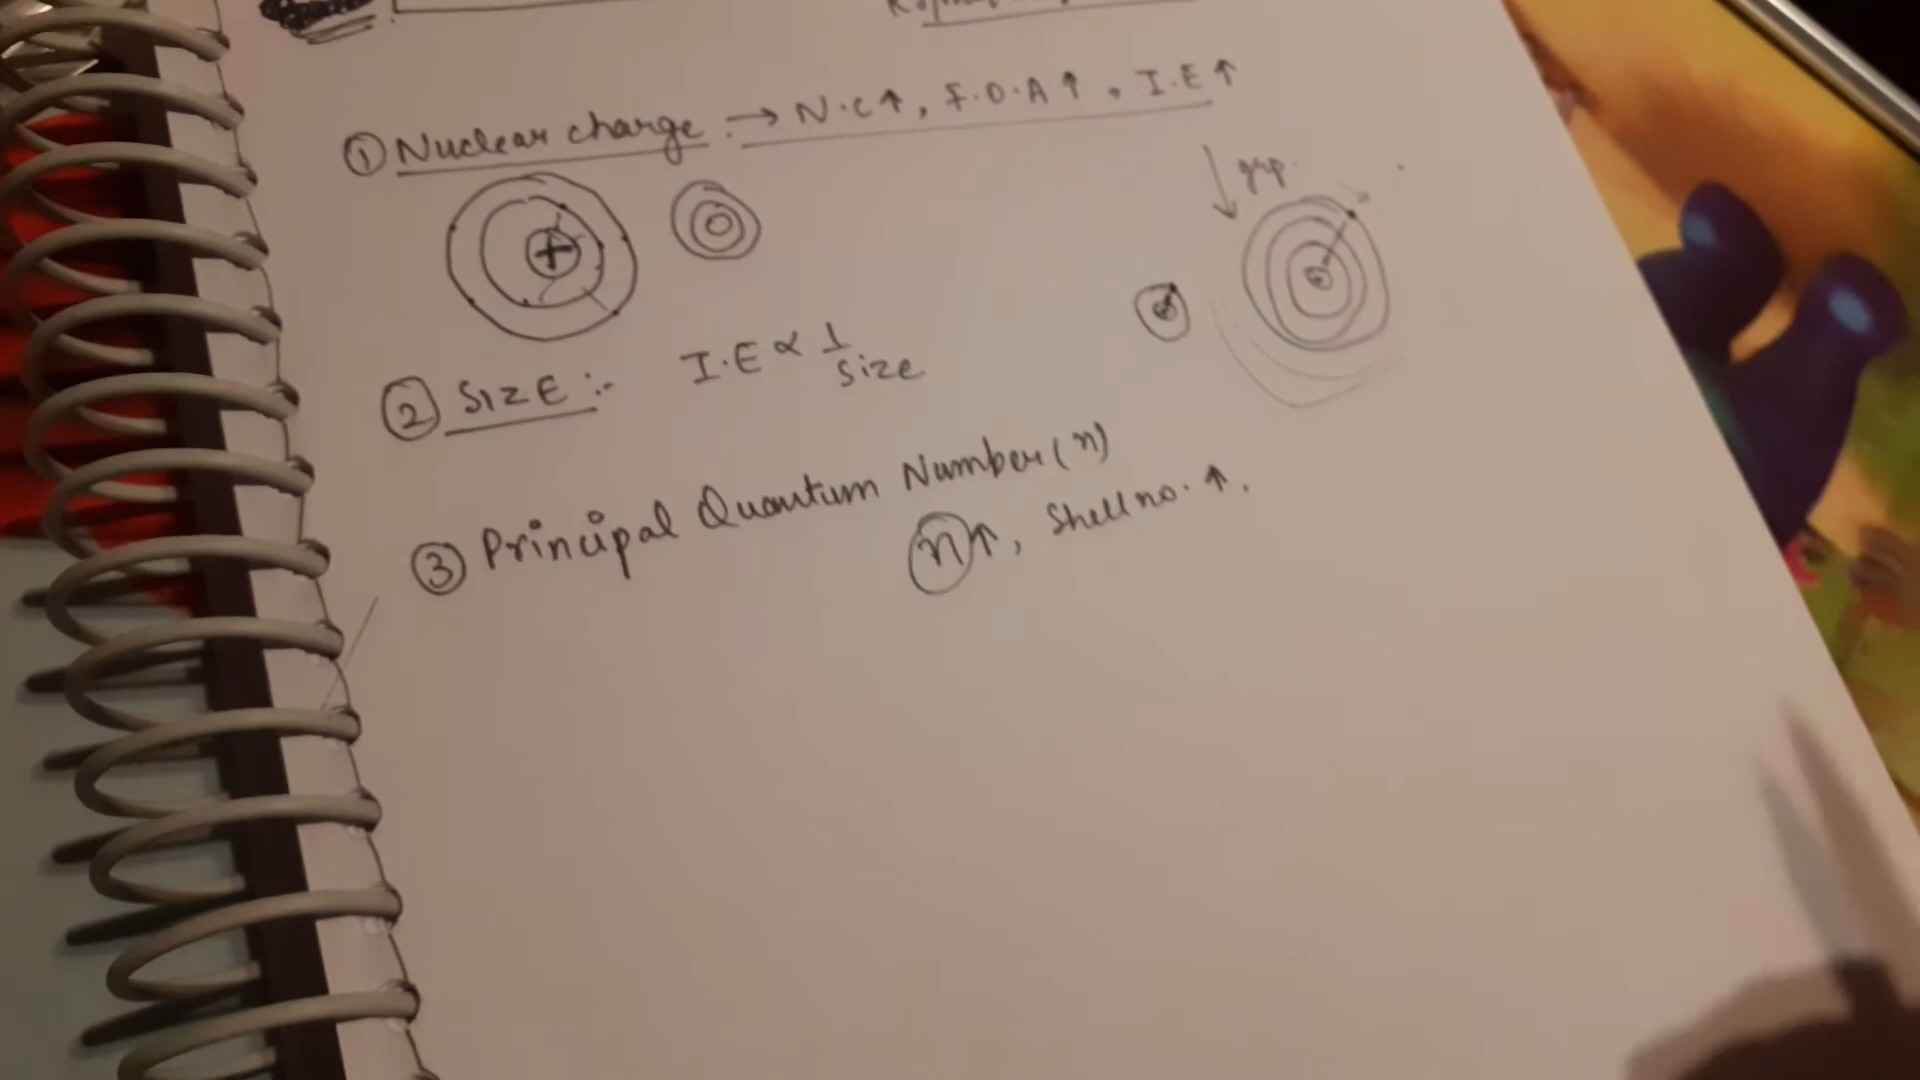 ① Nuclear charge → N.C↑, F.O.A↑, I.E↑
↓ grp.
② SIZE :- I.E ∝ 1/Size
③ Principal Quantum Number (n)
n↑, Shell no. ↑.